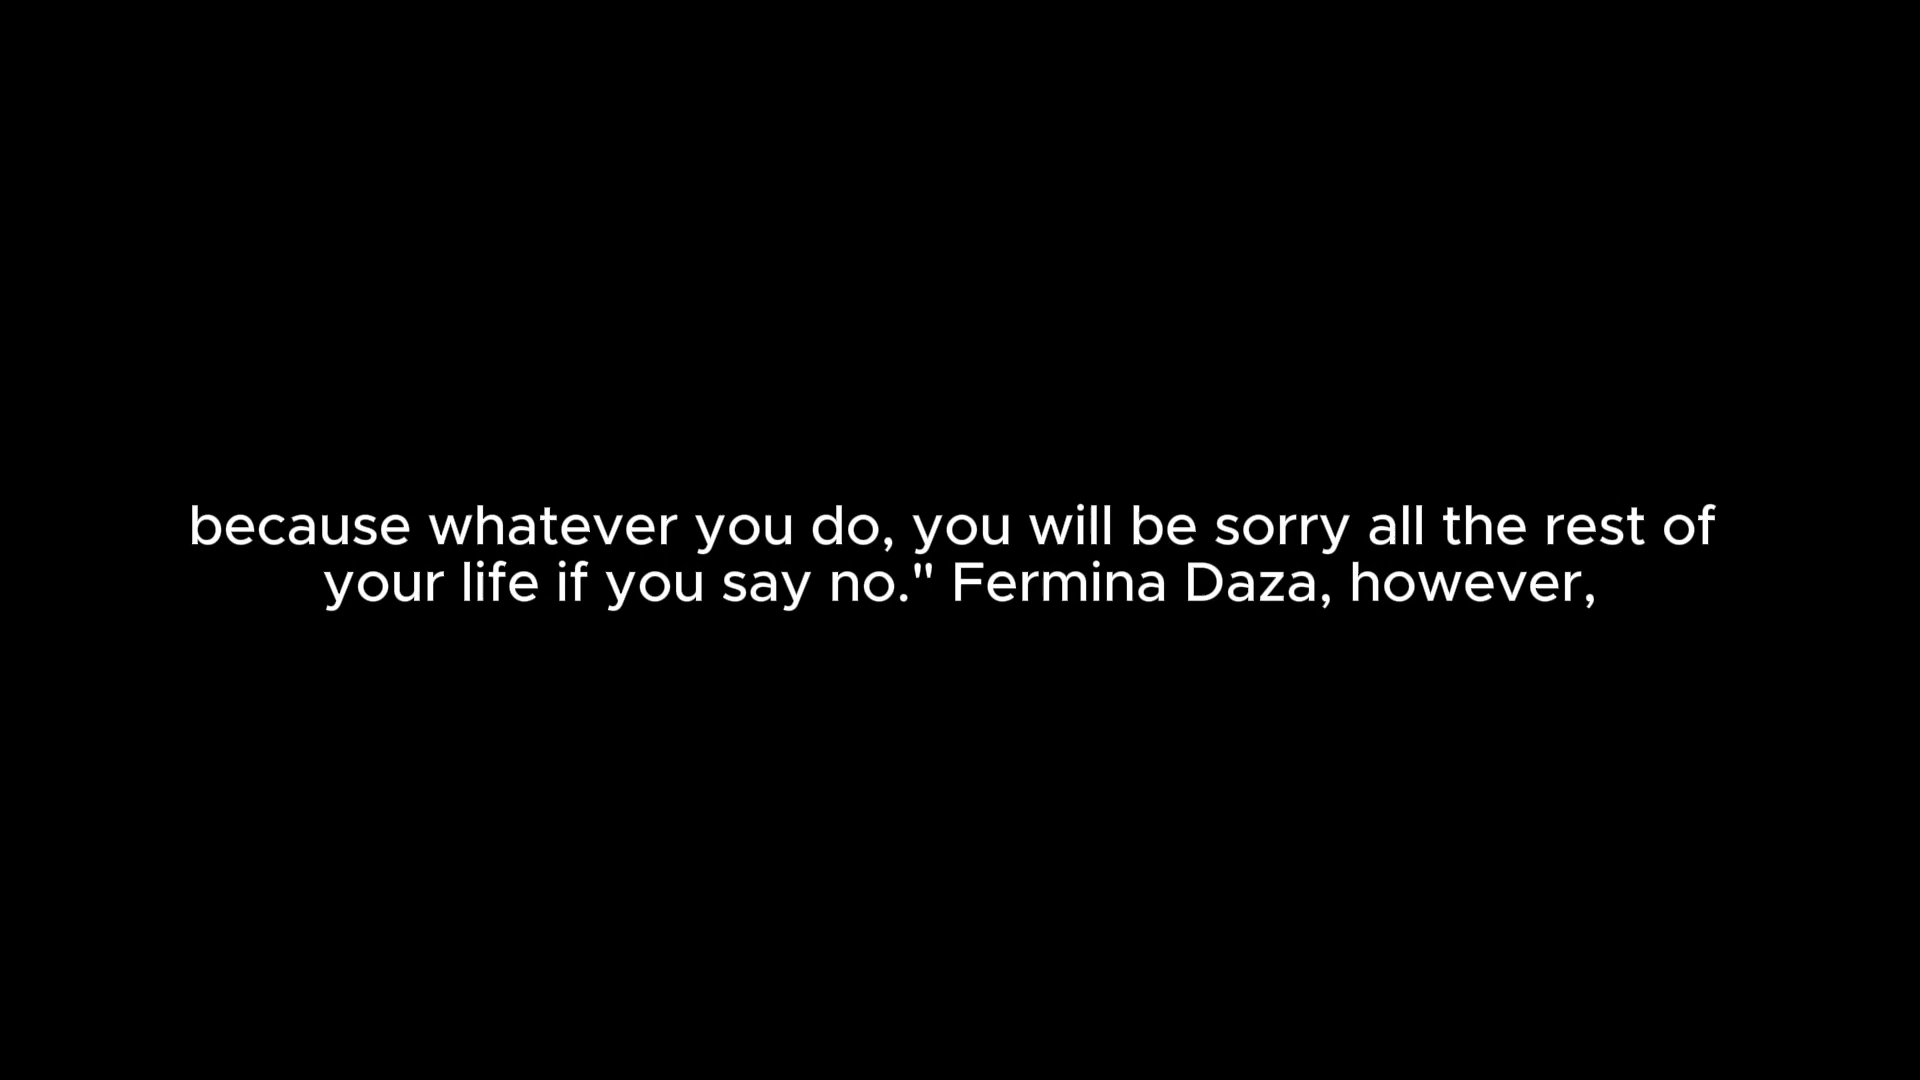 because whatever you do, you will be sorry all the rest of
your life if you say no." Fermina Daza, however,